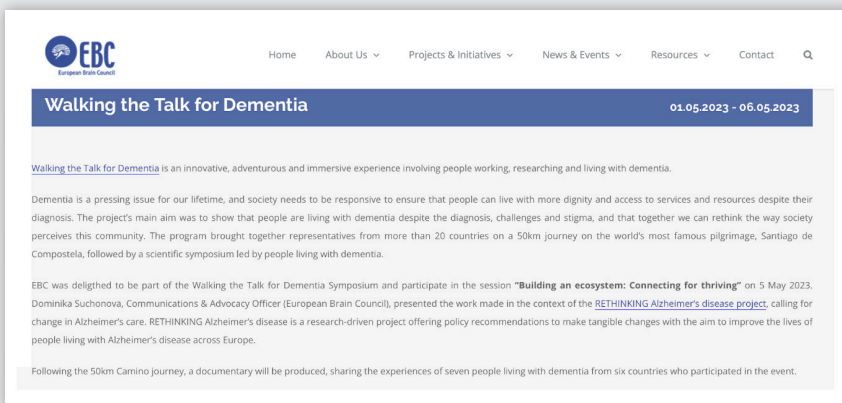 EBC
European Brain Council
Home About Us Projects & Initiatives News & Events Resources Contact
Walking the Talk for Dementia 01.05.2023 - 06.05.2023
Walking the Talk for Dementia is an innovative, adventurous and immersive experience involving people working, researching and living with dementia.
Dementia is a pressing issue for our lifetime, and society needs to be responsive to ensure that people can live with more dignity and access to services and resources despite their
diagnosis. The project's main aim was to show that people are living with dementia despite the diagnosis, challenges and stigma, and that together we can rethink the way society
perceives this community. The program brought together representatives from more than 20 countries on a 50km journey on the world's most famous pilgrimage, Santiago de
Compostela, followed by a scientific symposium led by people living with dementia.
EBC was deligthed to be part of the Walking the Talk for Dementia Symposium and participate in the session "Building an ecosystem: Connecting for thriving" on 5 May 2023.
Dominika Suchonova, Communications & Advocacy Officer (European Brain Council), presented the work made in the context of the RETHINKING Alzheimer's disease project, calling for
change in Alzheimer's care. RETHINKING Alzheimer's disease is a research-driven project offering policy recommendations to make tangible changes with the aim to improve the lives of
people living with Alzheimer's disease across Europe.
Following the 50km Camino journey, a documentary will be produced, sharing the experiences of seven people living with dementia from six countries who participated in the event.